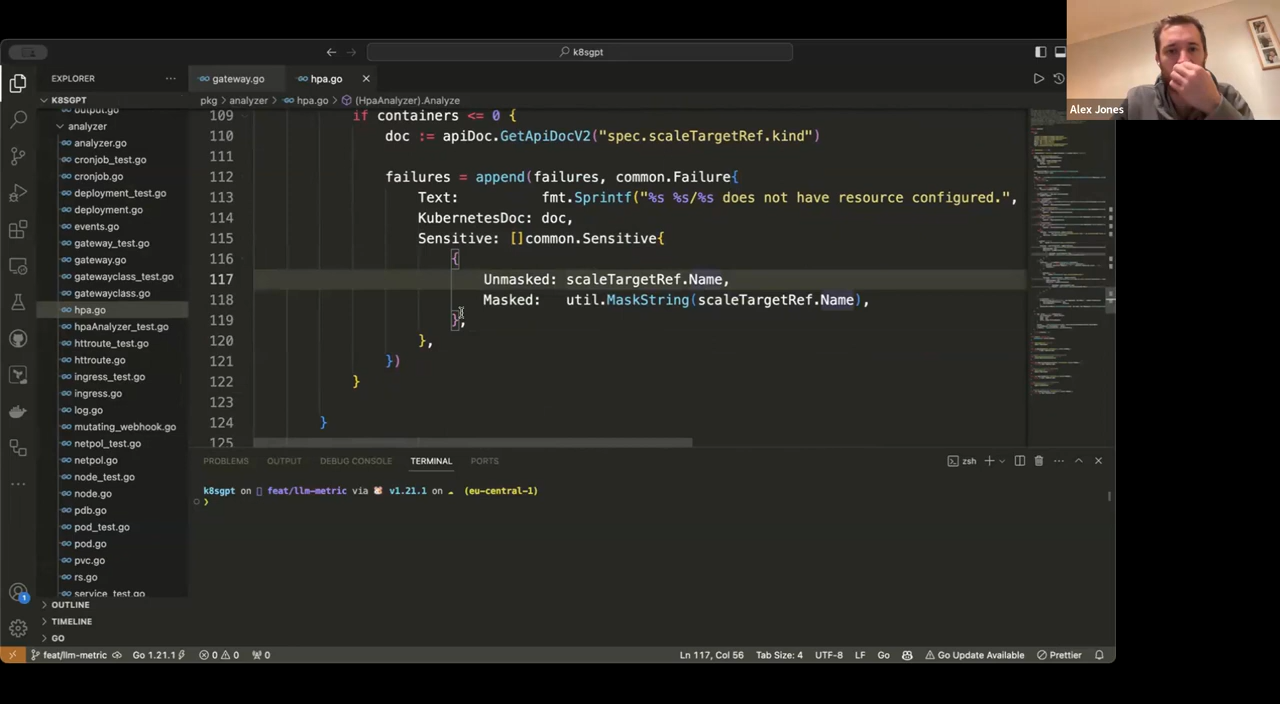 k8sgpt
Alex Jones
EXPLORER
gateway.go
hpa.go
K8SGPT
pkg > analyzer > hpa.go > (HpaAnalyzer).Analyze
output.go
analyzer
analyzer.go
cronjob_test.go
cronjob.go
deployment_test.go
deployment.go
events.go
gateway_test.go
gateway.go
gatewayclass_test.go
gatewayclass.go
hpa.go
hpaAnalyzer_test.go
httroute_test.go
httroute.go
ingress_test.go
ingress.go
log.go
mutating_webhook.go
netpol_test.go
netpol.go
node_test.go
node.go
pdb.go
pod_test.go
pod.go
pvc.go
rs.go
service_test.go
OUTLINE
TIMELINE
GO
109 if containers <= 0 {
110 doc := apiDoc.GetApiDocV2("spec.scaleTargetRef.kind")
111
112 failures = append(failures, common.Failure{
113 Text: fmt.Sprintf("%s %s/%s does not have resource configured.",
114 KubernetesDoc: doc,
115 Sensitive: []common.Sensitive{
116 {
117 Unmasked: scaleTargetRef.Name,
118 Masked: util.MaskString(scaleTargetRef.Name),
119 },
120 },
121 })
122 }
123
124 }
125
PROBLEMS OUTPUT DEBUG CONSOLE TERMINAL PORTS
zsh
k8sgpt on feat/llm-metric via v1.21.1 on (eu-central-1)
❯
1
feat/llm-metric Go 1.21.1 0 0 0
Ln 117, Col 56 Tab Size: 4 UTF-8 LF Go Go Update Available Prettier